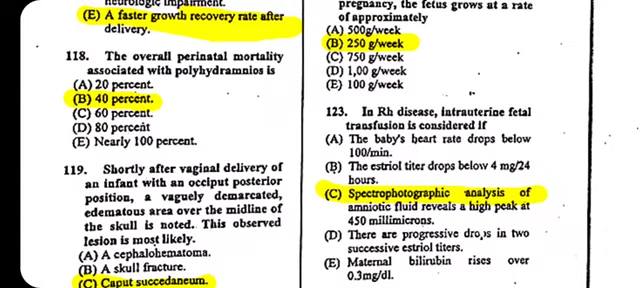 neurologic impairment.
(E) A faster growth recovery rate after
delivery.
118. The overall perinatal mortality
associated with polyhydramnios is
(A) 20 percent.
(B) 40 percent.
(C) 60 percent.
(D) 80 percent
(E) Nearly 100 percent.
119. Shortly after vaginal delivery of
an infant with an occiput posterior
position, a vaguely demarcated,
edematous area over the midline of
the skull is noted. This observed
lesion is most likely.
(A) A cephalohematoma.
(B) A skull fracture.
(C) Caput succedaneum.
pregnancy, the fetus grows at a rate
of approximately
(A) 500g/week
(B) 250 g/week
(C) 750 g/week
(D) 1,00 g/week
(E) 100 g/week
123. In Rh disease, intrauterine fetal
transfusion is considered if
(A) The baby's heart rate drops below
100/min.
(B) The estriol titer drops below 4 mg/24
hours.
(C) Spectrophotographic analysis of
amniotic fluid reveals a high peak at
450 millimicrons.
(D) There are progressive drops in two
successive estriol titers.
(E) Maternal bilirubin rises over
0.3mg/dl.